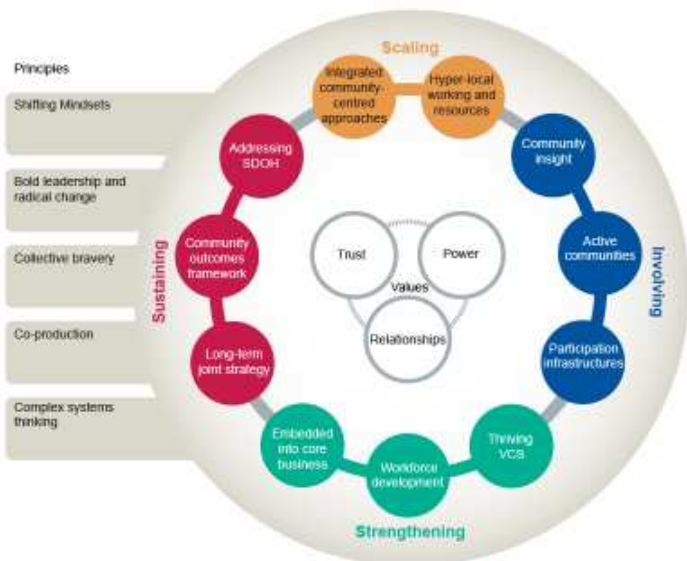 Principles
Shifting Mindsets
Bold leadership and
radical change
Collective bravery
Co-production
Complex systems
thinking
Scaling
Integrated
community-
centred
approaches
Hyper-local
working and
resources
Involving
Community
insight
Active
communities
Participation
infrastructures
Strengthening
Thriving
VCS
Workforce
development
Embedded
into core
business
Sustaining
Long-term
joint strategy
Community
outcomes
framework
Addressing
SDOH
Trust
Power
Values
Relationships